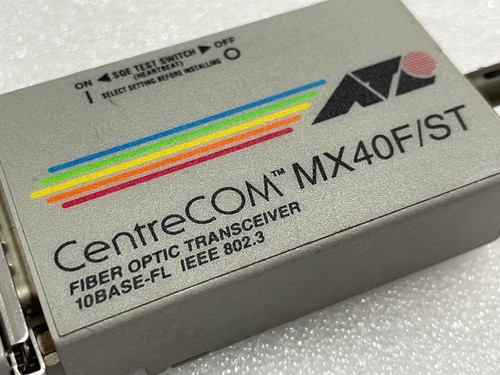 ON ◄ SQE TEST SWITCH ► OFF
(HEARTBEAT)
| SELECT SETTING BEFORE INSTALLING O
CentreCOM™ MX40F/ST
FIBER OPTIC TRANSCEIVER
10BASE-FL IEEE 802.3